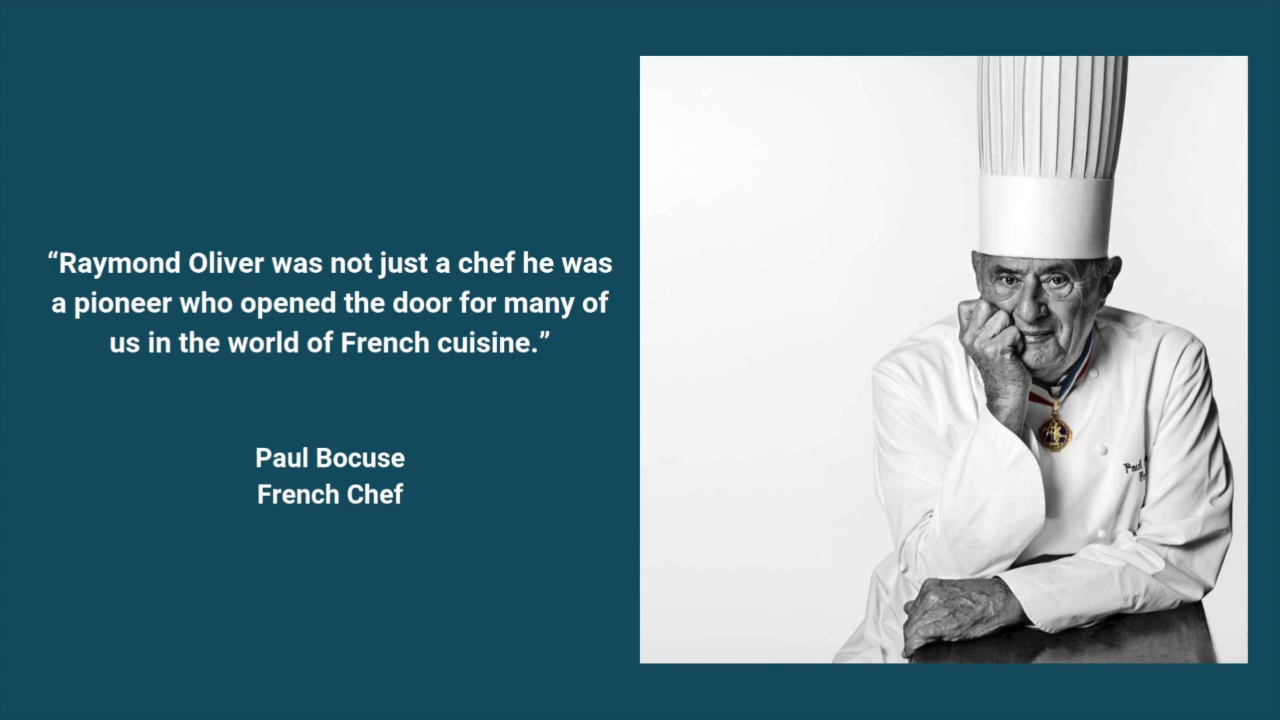 “Raymond Oliver was not just a chef he was
a pioneer who opened the door for many of
us in the world of French cuisine.”
Paul Bocuse
French Chef
Paul